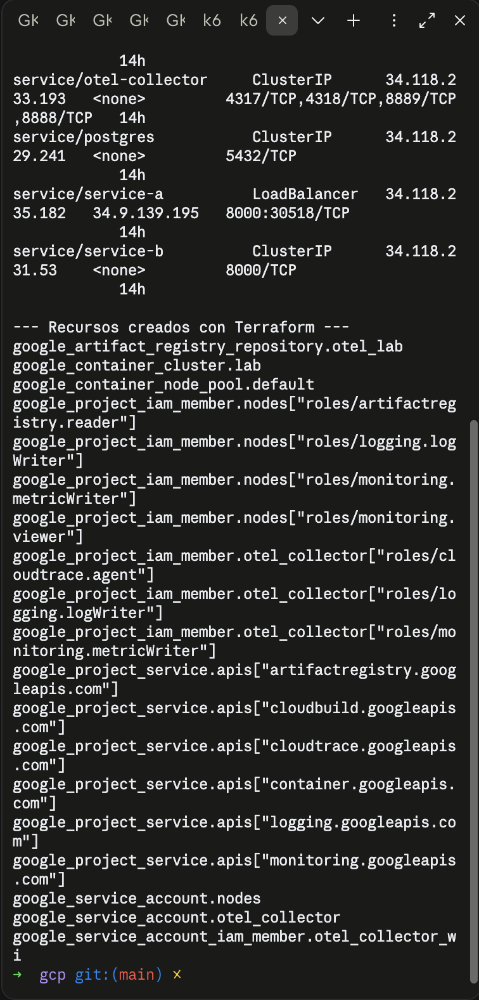 GK GK GK GK GK k6 k6
14h
service/otel-collector ClusterIP 34.118.2
33.193 <none> 4317/TCP,4318/TCP,8889/TCP
,8888/TCP 14h
service/postgres ClusterIP 34.118.2
29.241 <none> 5432/TCP
14h
service/service-a LoadBalancer 34.118.2
35.182 34.9.139.195 8000:30518/TCP
14h
service/service-b ClusterIP 34.118.2
31.53 <none> 8000/TCP
14h
--- Recursos creados con Terraform ---
google_artifact_registry_repository.otel_lab
google_container_cluster.lab
google_container_node_pool.default
google_project_iam_member.nodes["roles/artifactreg
istry.reader"]
google_project_iam_member.nodes["roles/logging.log
Writer"]
google_project_iam_member.nodes["roles/monitoring.
metricWriter"]
google_project_iam_member.nodes["roles/monitoring.
viewer"]
google_project_iam_member.otel_collector["roles/cl
oudtrace.agent"]
google_project_iam_member.otel_collector["roles/lo
gging.logWriter"]
google_project_iam_member.otel_collector["roles/mo
nitoring.metricWriter"]
google_project_service.apis["artifactregistry.goog
leapis.com"]
google_project_service.apis["cloudbuild.googleapis
.com"]
google_project_service.apis["cloudtrace.googleapis
.com"]
google_project_service.apis["container.googleapis.
com"]
google_project_service.apis["logging.googleapis.co
m"]
google_project_service.apis["monitoring.googleapis
.com"]
google_service_account.nodes
google_service_account.otel_collector
google_service_account_iam_member.otel_collector_w
i
→ gcp git:(main) ×